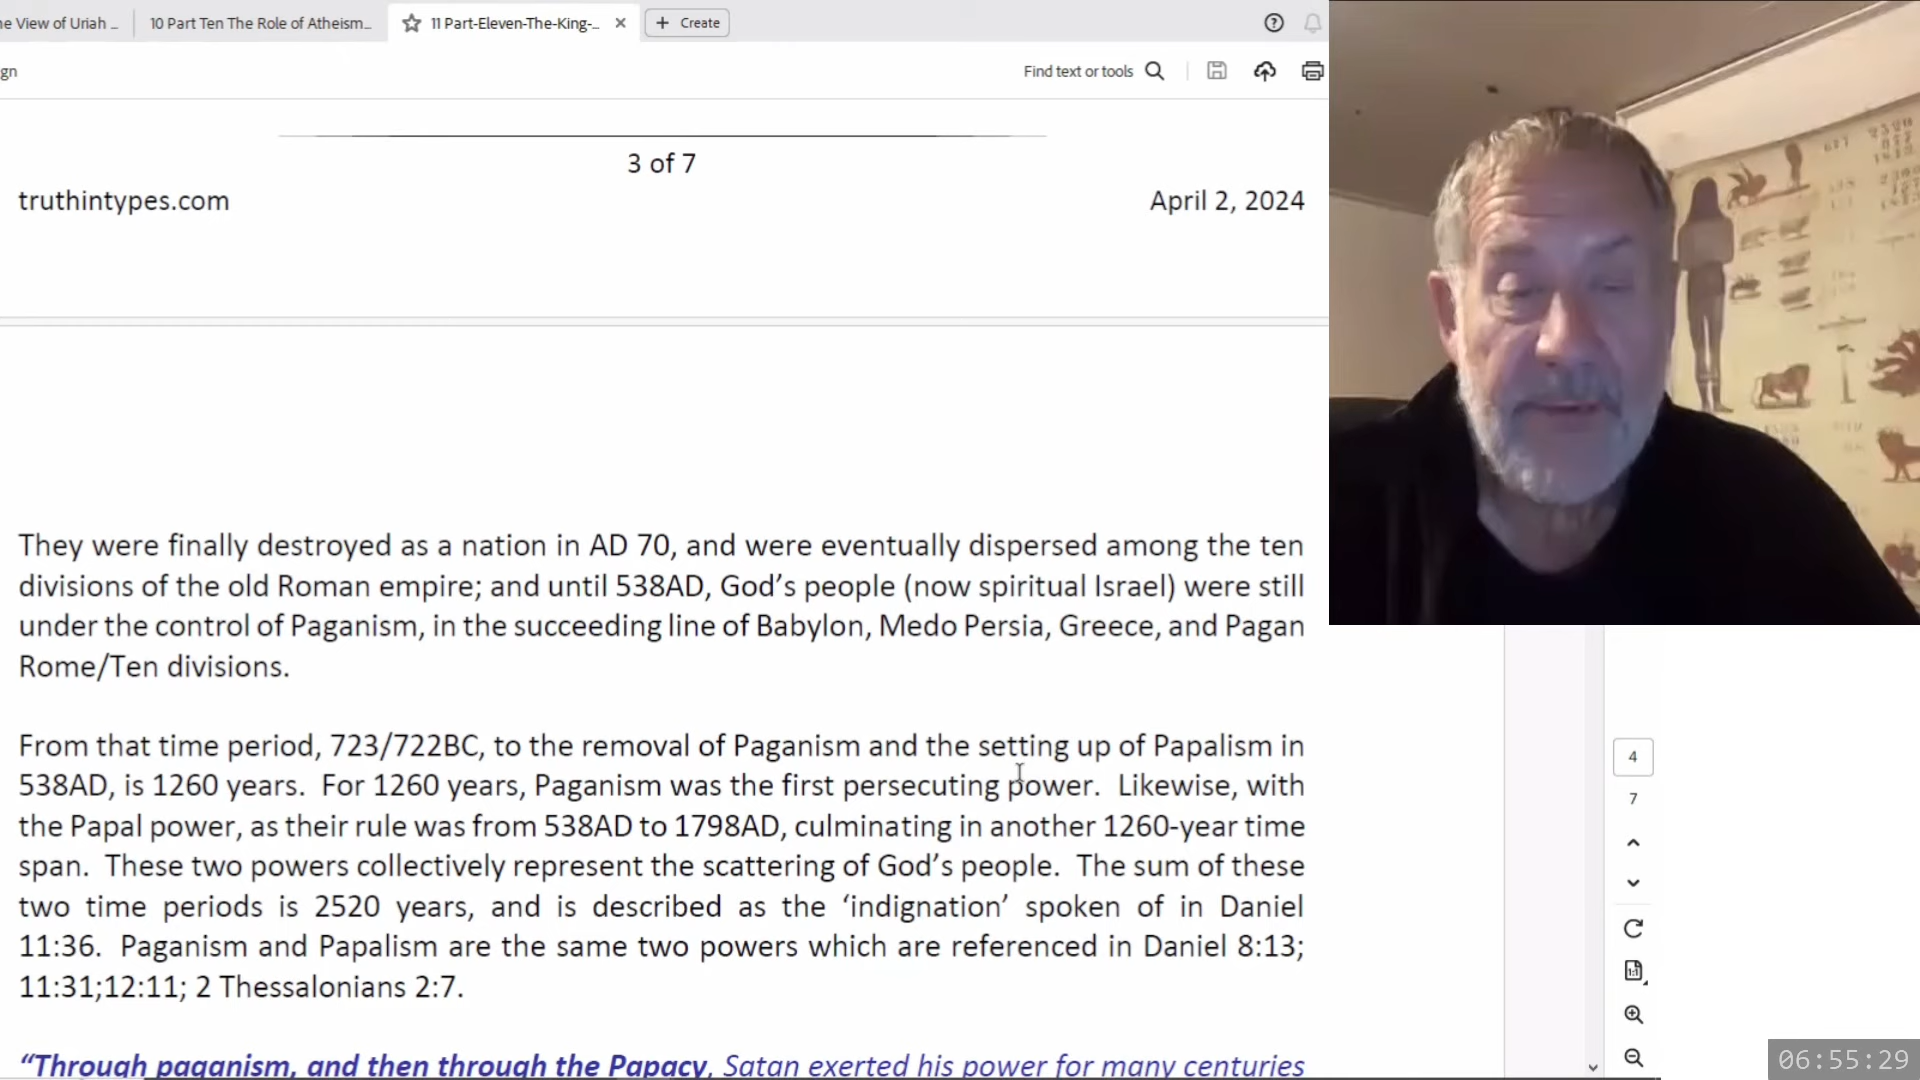 ne View of Uriah ...
10 Part Ten The Role of Atheism...
11 Part-Eleven-The-King-...
Create
gn
Find text or tools
3 of 7
truthintypes.com
April 2, 2024
They were finally destroyed as a nation in AD 70, and were eventually dispersed among the ten
divisions of the old Roman empire; and until 538AD, God’s people (now spiritual Israel) were still
under the control of Paganism, in the succeeding line of Babylon, Medo Persia, Greece, and Pagan
Rome/Ten divisions.
From that time period, 723/722BC, to the removal of Paganism and the setting up of Papalism in
538AD, is 1260 years. For 1260 years, Paganism was the first persecuting power. Likewise, with
the Papal power, as their rule was from 538AD to 1798AD, culminating in another 1260-year time
span. These two powers collectively represent the scattering of God’s people. The sum of these
two time periods is 2520 years, and is described as the ‘indignation’ spoken of in Daniel
11:36. Paganism and Papalism are the same two powers which are referenced in Daniel 8:13;
11:31;12:11; 2 Thessalonians 2:7.
“Through paganism, and then through the Papacy, Satan exerted his power for many centuries
4
7
06:55:29